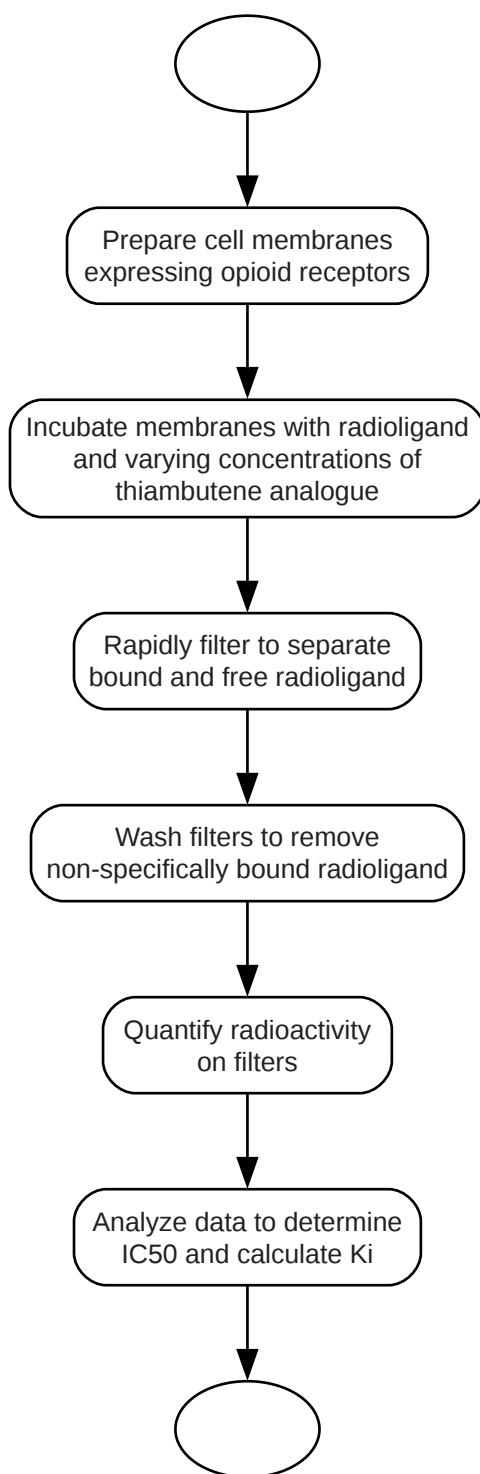 Prepare cell membranes
expressing opioid receptors
Incubate membranes with radioligand
and varying concentrations of
thiambutene analogue
Rapidly filter to separate
bound and free radioligand
Wash filters to remove
non-specifically bound radioligand
Quantify radioactivity
on filters
Analyze data to determine
IC50 and calculate Ki